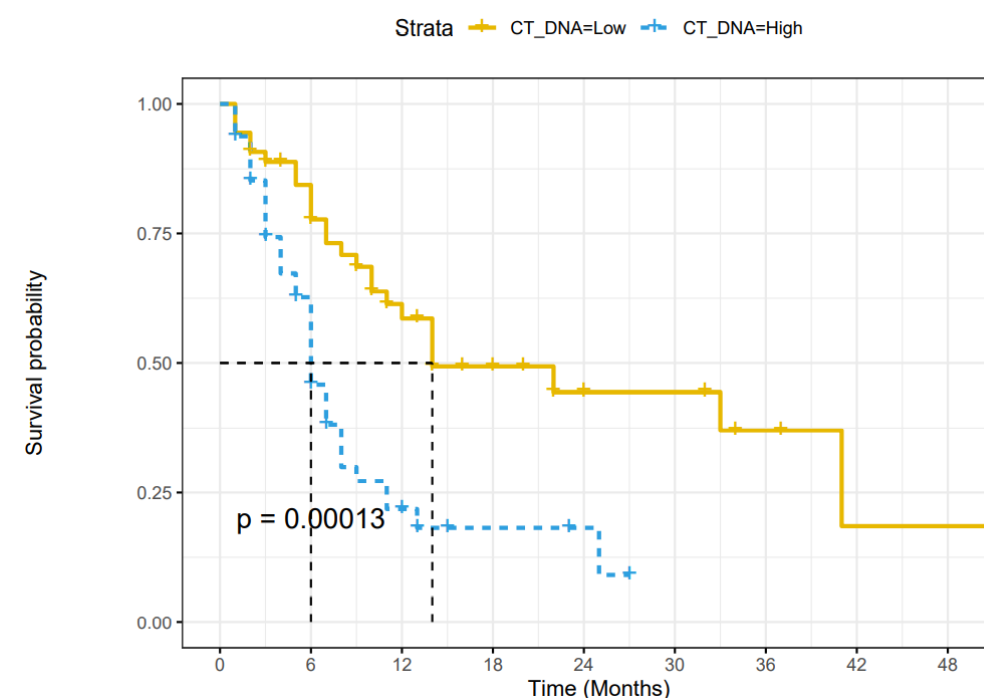 Strata CT_DNA=Low CT_DNA=High
Survival probability
1.00
0.75
0.50
0.25
0.00
p = 0.00013
0 6 12 18 24 30 36 42 48
Time (Months)